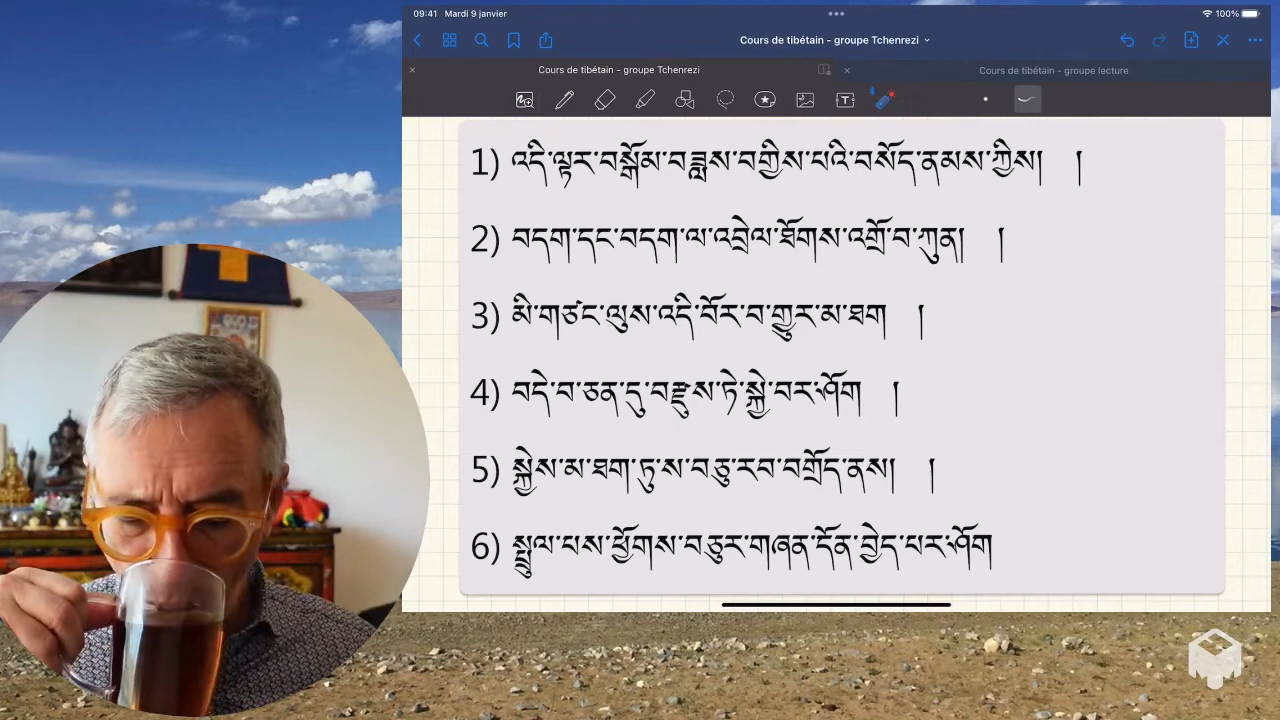 09:41 Mardi 9 janvier
100%
Cours de tibétain - groupe Tchenrezi
Cours de tibétain - groupe Tchenrezi
Cours de tibétain - groupe lecture
1) འདི་ལྟར་བསྒོམ་བཟླས་བགྱིས་པའི་བསོད་ནམས་ཀྱིས། །
2) བདག་དང་བདག་ལ་འབྲེལ་ཐོགས་འགྲོ་བ་ཀུན། །
3) མི་གཙང་ལུས་འདི་བོར་བ་གྱུར་མ་ཐག །
4) བདེ་བ་ཅན་དུ་བརྫུས་ཏེ་སྐྱེ་བར་ཤོག །
5) སྐྱེས་མ་ཐག་ཏུ་ས་བཅུ་རབ་བགྲོད་ནས། །
6) སྤྲུལ་པས་ཕྱོགས་བཅུར་གཞན་དོན་བྱེད་པར་ཤོག